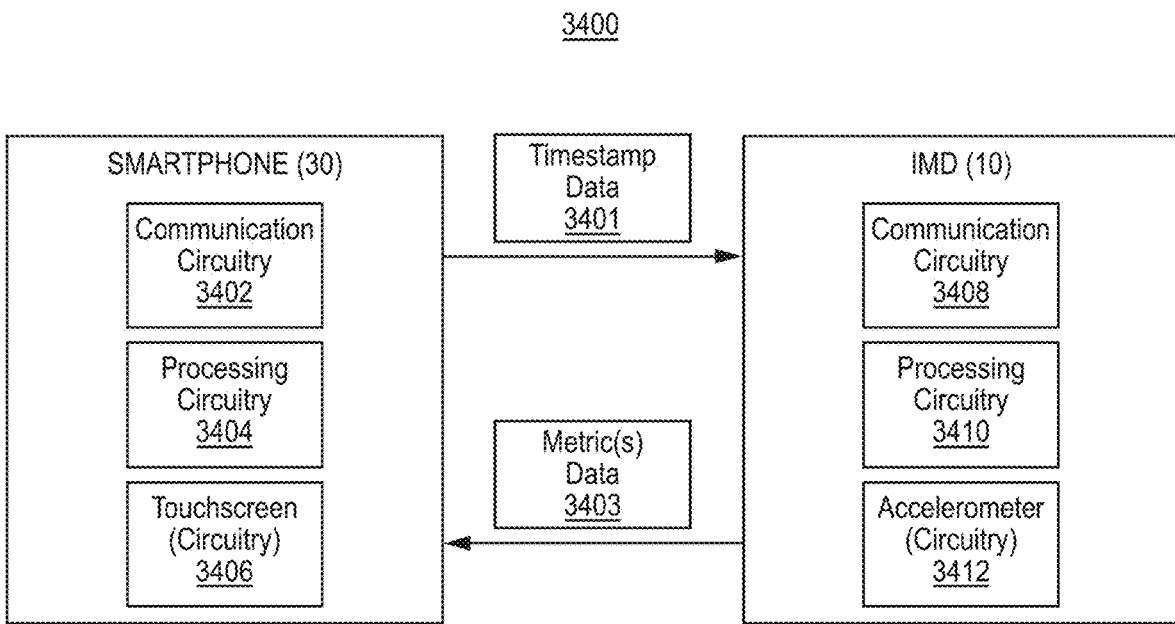 3400
SMARTPHONE (30)
Communication
Circuitry
3402
Processing
Circuitry
3404
Touchscreen
(Circuitry)
3406
Timestamp
Data
3401
Metric(s)
Data
3403
IMD (10)
Communication
Circuitry
3408
Processing
Circuitry
3410
Accelerometer
(Circuitry)
3412